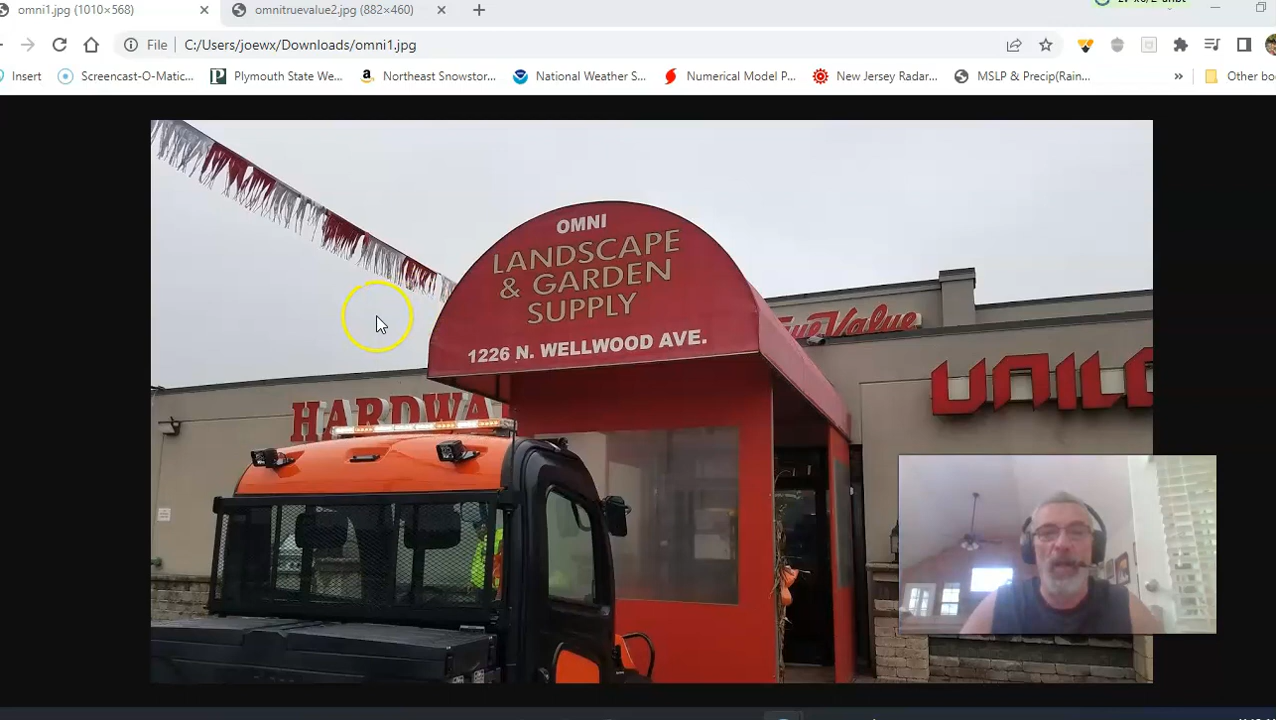 omni1.jpg (1010×568)
omnitruevalue2.jpg (882×460)
File
C:/Users/joewx/Downloads/omni1.jpg
Insert
Screencast-O-Matic...
Plymouth State We...
Northeast Snowstor...
National Weather S...
Numerical Model P...
New Jersey Radar...
MSLP & Precip(Rain...
»
Other bo
OMNI
LANDSCAPE
& GARDEN
SUPPLY
1226 N. WELLWOOD AVE.
Value
HARDWA
UNILO